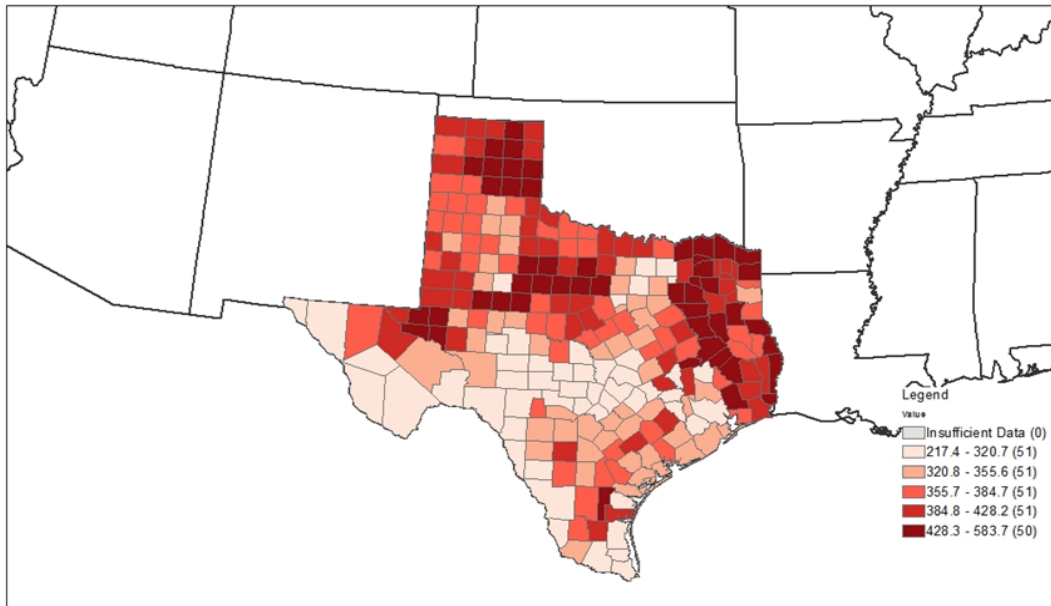 Legend
Value
Insufficient Data (0)
217.4 - 320.7 (51)
320.8 - 355.6 (51)
355.7 - 384.7 (51)
384.8 - 428.2 (51)
428.3 - 583.7 (50)